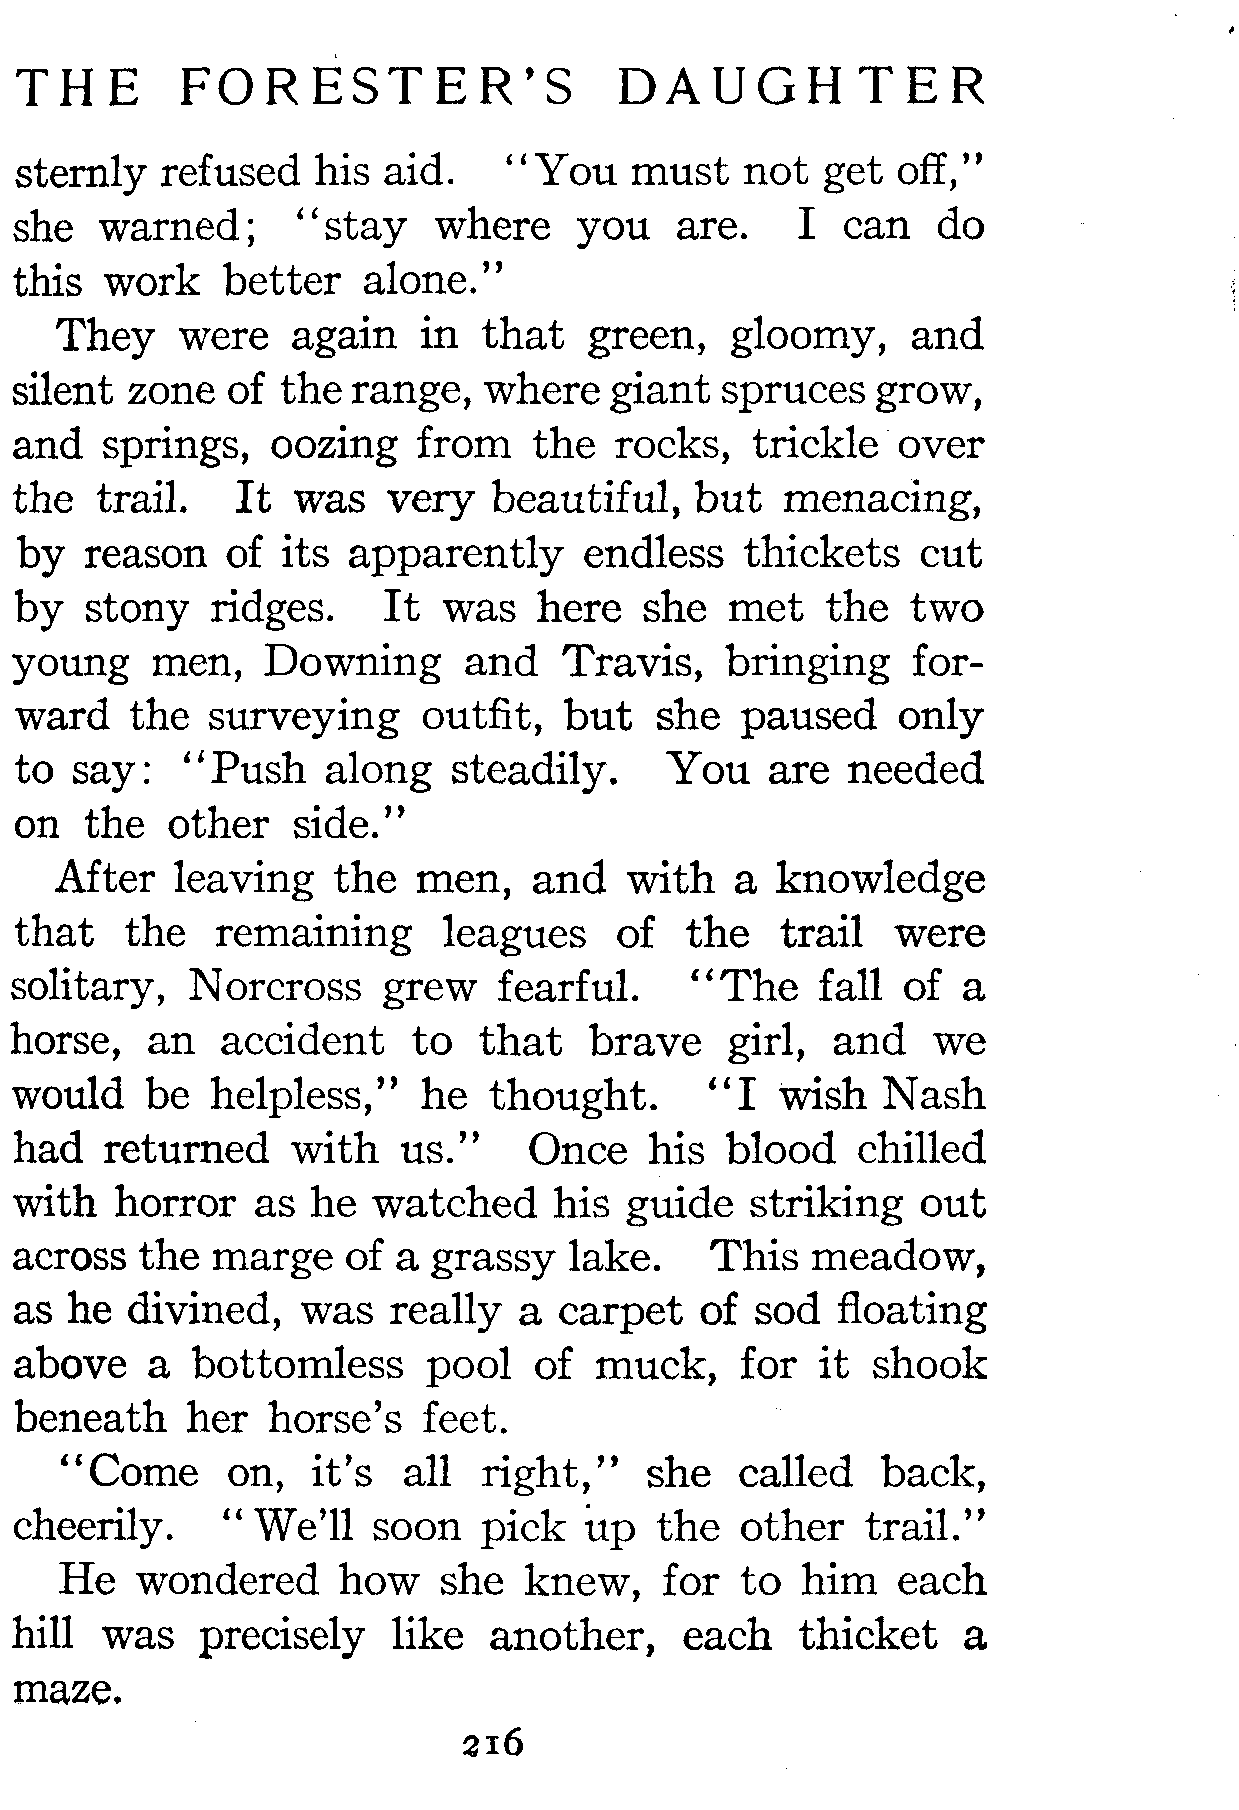 THE FORESTER'S DAUGHTER
sternly refused his aid. "You must not get off,"
she warned; "stay where you are. I can do
this work better alone."
They were again in that green, gloomy, and
silent zone of the range, where giant spruces grow,
and springs, oozing from the rocks, trickle over
the trail. It was very beautiful, but menacing,
by reason of its apparently endless thickets cut
by stony ridges. It was here she met the two
young men, Downing and Travis, bringing for-
ward the surveying outfit, but she paused only
to say: "Push along steadily. You are needed
on the other side."
After leaving the men, and with a knowledge
that the remaining leagues of the trail were
solitary, Norcross grew fearful. "The fall of a
horse, an accident to that brave girl, and we
would be helpless," he thought. "I wish Nash
had returned with us." Once his blood chilled
with horror as he watched his guide striking out
across the marge of a grassy lake. This meadow,
as he divined, was really a carpet of sod floating
above a bottomless pool of muck, for it shook
beneath her horse's feet.
"Come on, it's all right," she called back,
cheerily. "We'll soon pick up the other trail."
He wondered how she knew, for to him each
hill was precisely like another, each thicket a
maze.
216